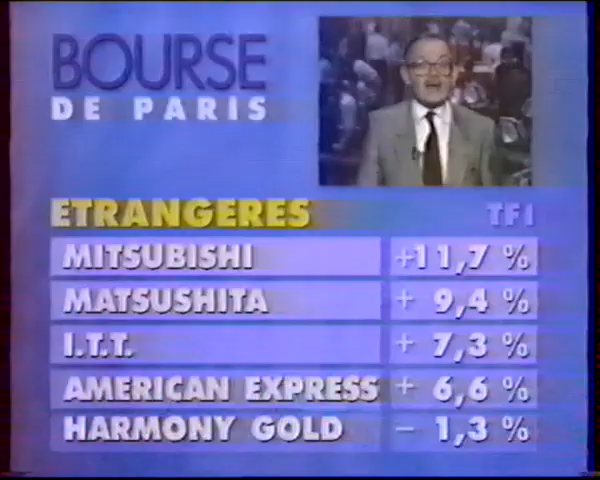 BOURSE
DE PARIS
ETRANGERES TF1
MITSUBISHI +11,7 %
MATSUSHITA + 9,4 %
I.T.T. + 7,3 %
AMERICAN EXPRESS + 6,6 %
HARMONY GOLD - 1,3 %